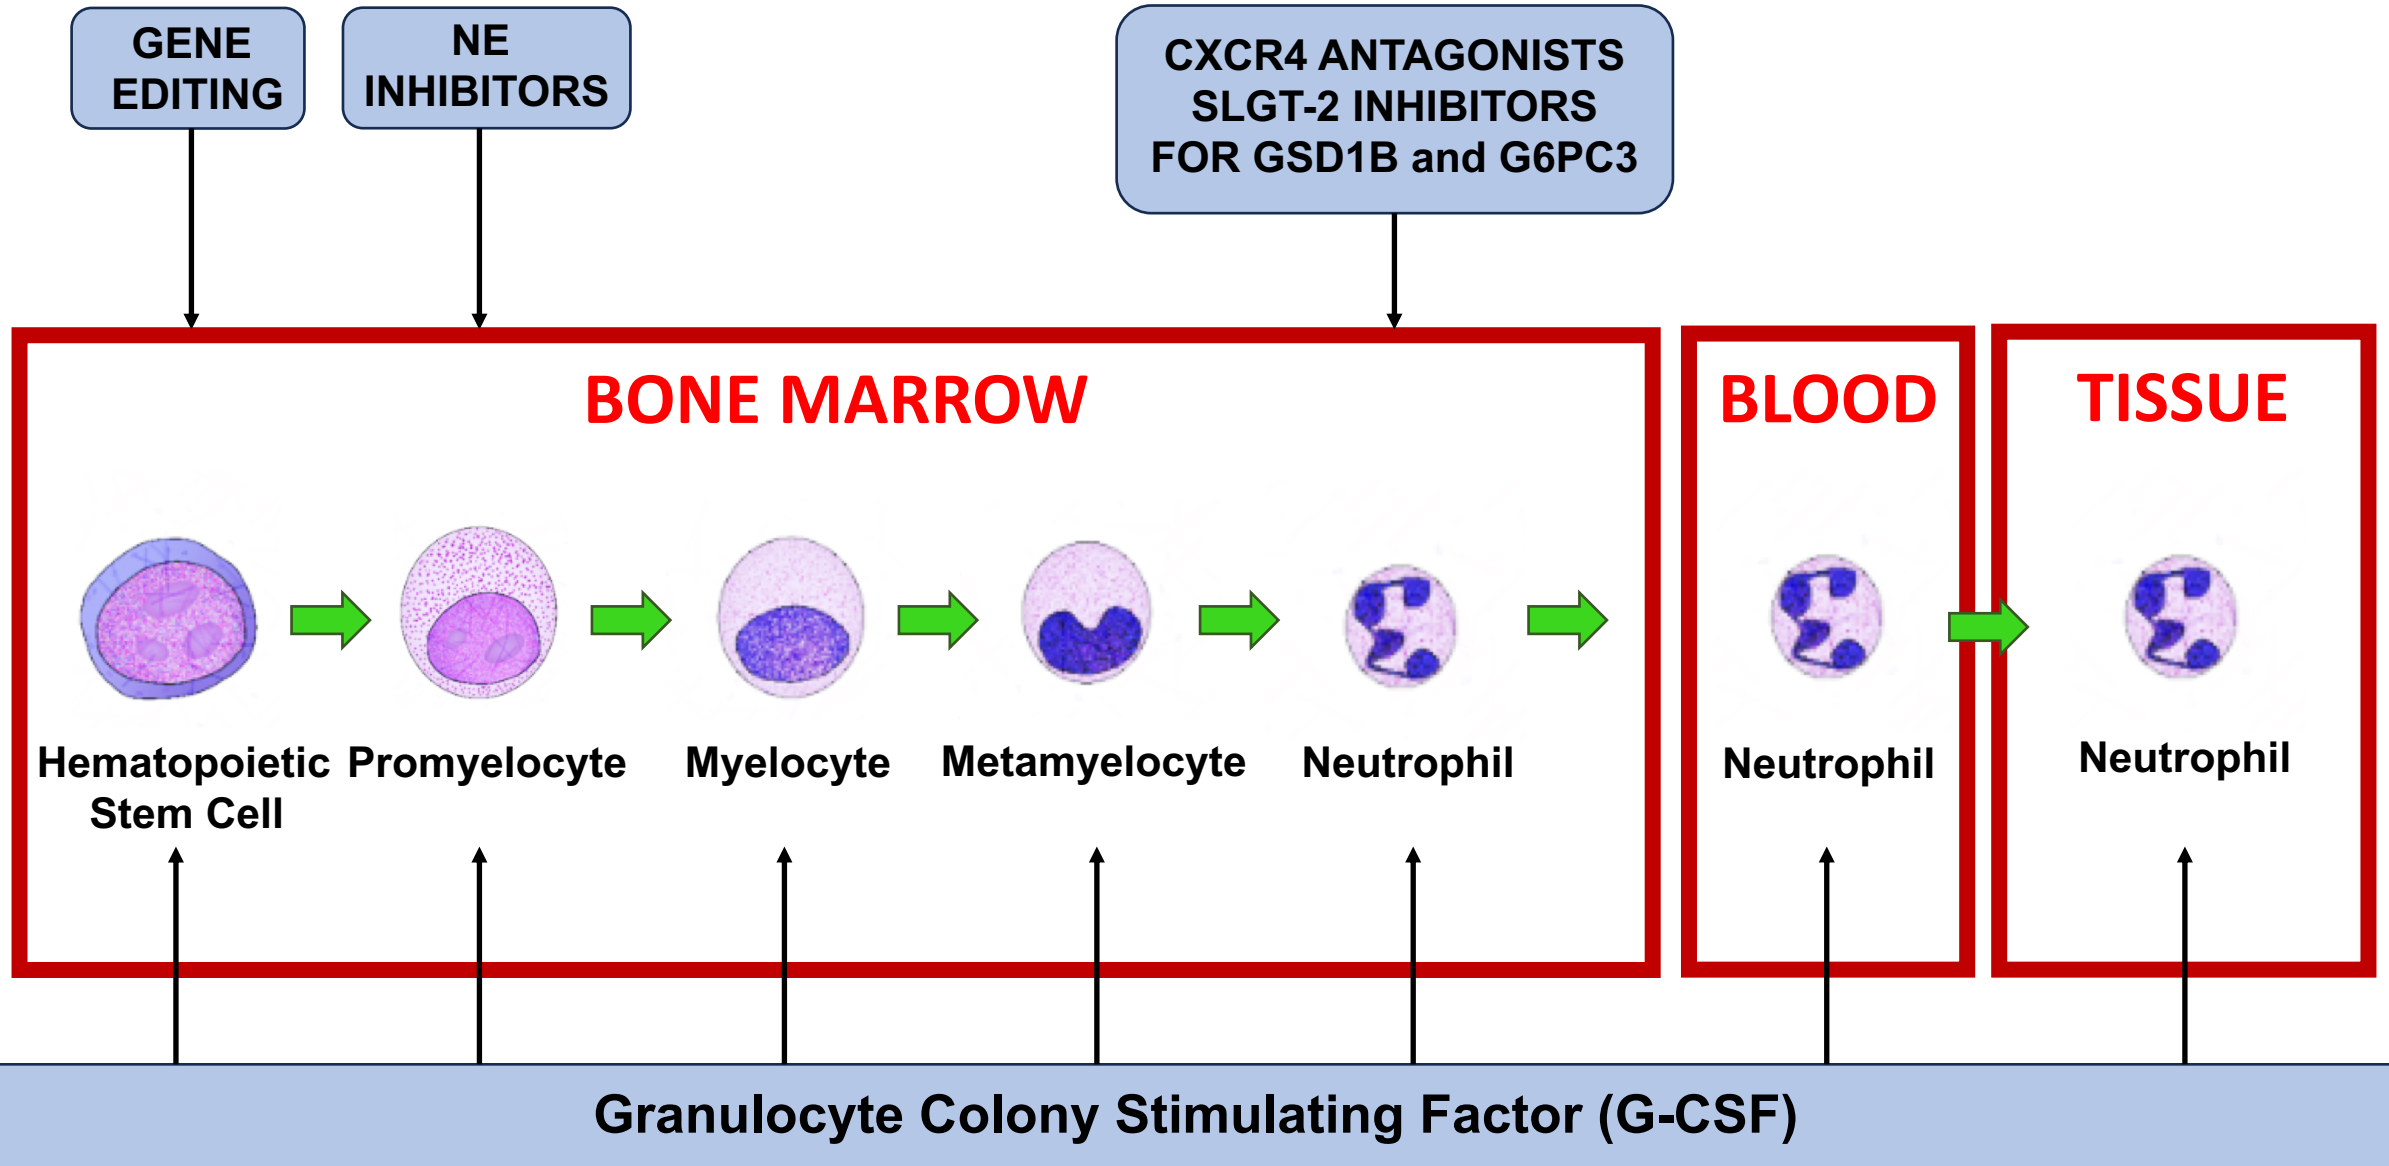 GENE
EDITING
NE
INHIBITORS
CXCR4 ANTAGONISTS
SLGT-2 INHIBITORS
FOR GSD1B and G6PC3
BONE MARROW
BLOOD
TISSUE
Hematopoietic
Stem Cell
Promyelocyte
Myelocyte
Metamyelocyte
Neutrophil
Neutrophil
Neutrophil
Granulocyte Colony Stimulating Factor (G-CSF)